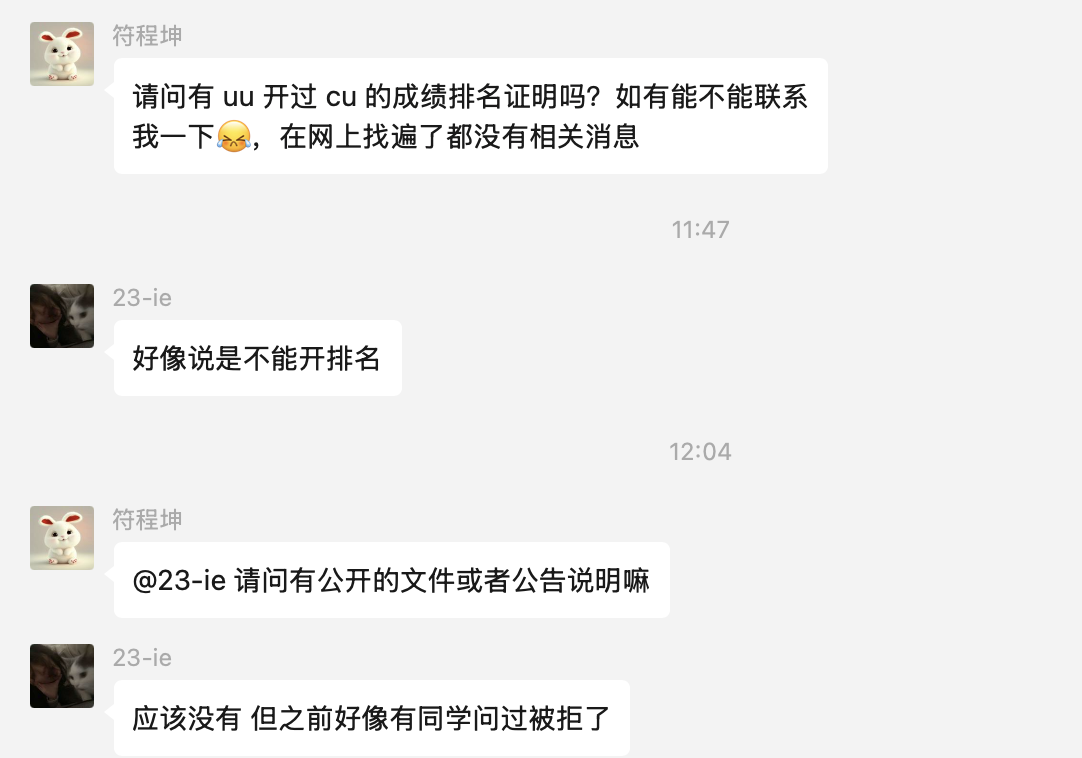 符程坤
请问有 uu 开过 cu 的成绩排名证明吗？如有能不能联系
我一下😹，在网上找遍了都没有相关消息
11:47
23-ie
好像说是不能开排名
12:04
符程坤
@23-ie 请问有公开的文件或者公告说明嘛
23-ie
应该没有 但之前好像有同学问过被拒了